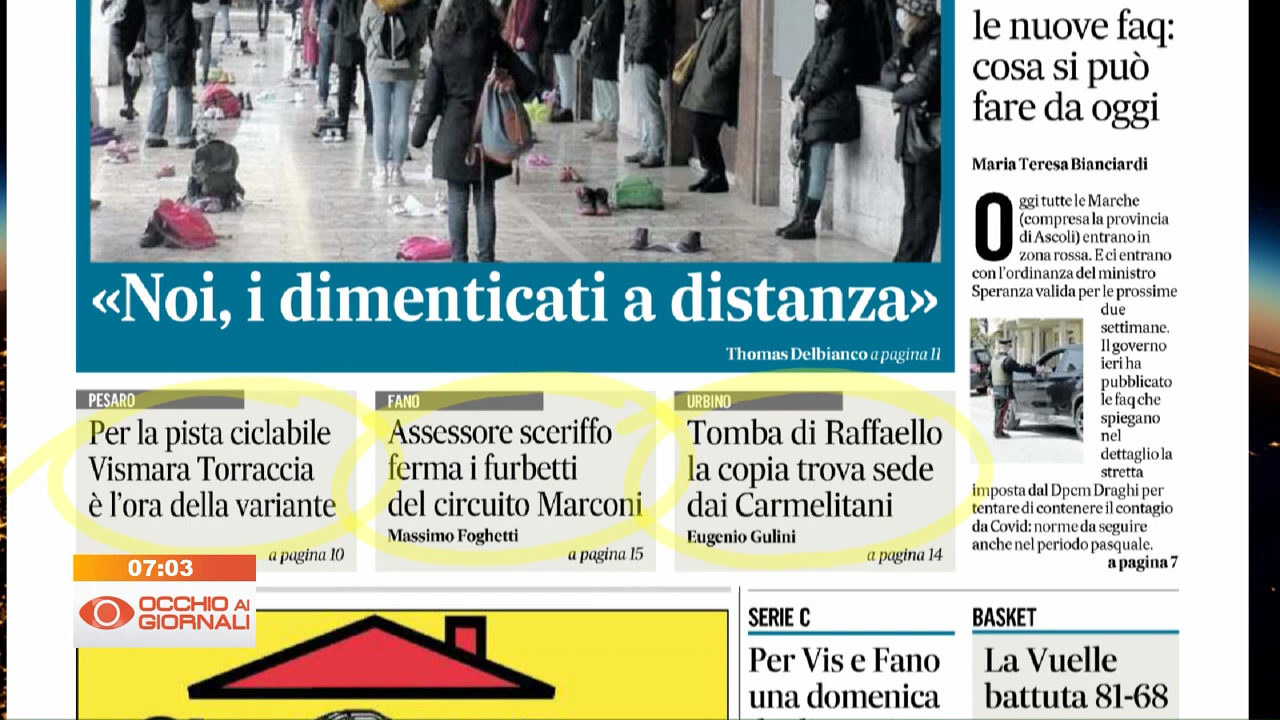 le nuove faq:
cosa si può
fare da oggi
Maria Teresa Bianciardi
Oggi tutte le Marche
(compresa la provincia
di Ascoli) entrano in
zona rossa. E ci entrano
con l'ordinanza del ministro
Speranza valida per le prossime
due
settimane.
Il governo
ieri ha
pubblicato
le faq che
spiegano
nel
dettaglio la
stretta
imposta dal Dpcm Draghi per
tentare di contenere il contagio
da Covid: norme da seguire
anche nel periodo pasquale.
a pagina 7
«Noi, i dimenticati a distanza»
Thomas Delbianco a pagina 11
PESARO
Per la pista ciclabile
Vismara Torraccia
è l'ora della variante
a pagina 10
FANO
Assessore sceriffo
ferma i furbetti
del circuito Marconi
Massimo Foghetti
a pagina 15
URBINO
Tomba di Raffaello
la copia trova sede
dai Carmelitani
Eugenio Gulini
a pagina 14
07:03
OCCHIO AI
GIORNALI
SERIE C
Per Vis e Fano
una domenica
BASKET
La Vuelle
battuta 81-68